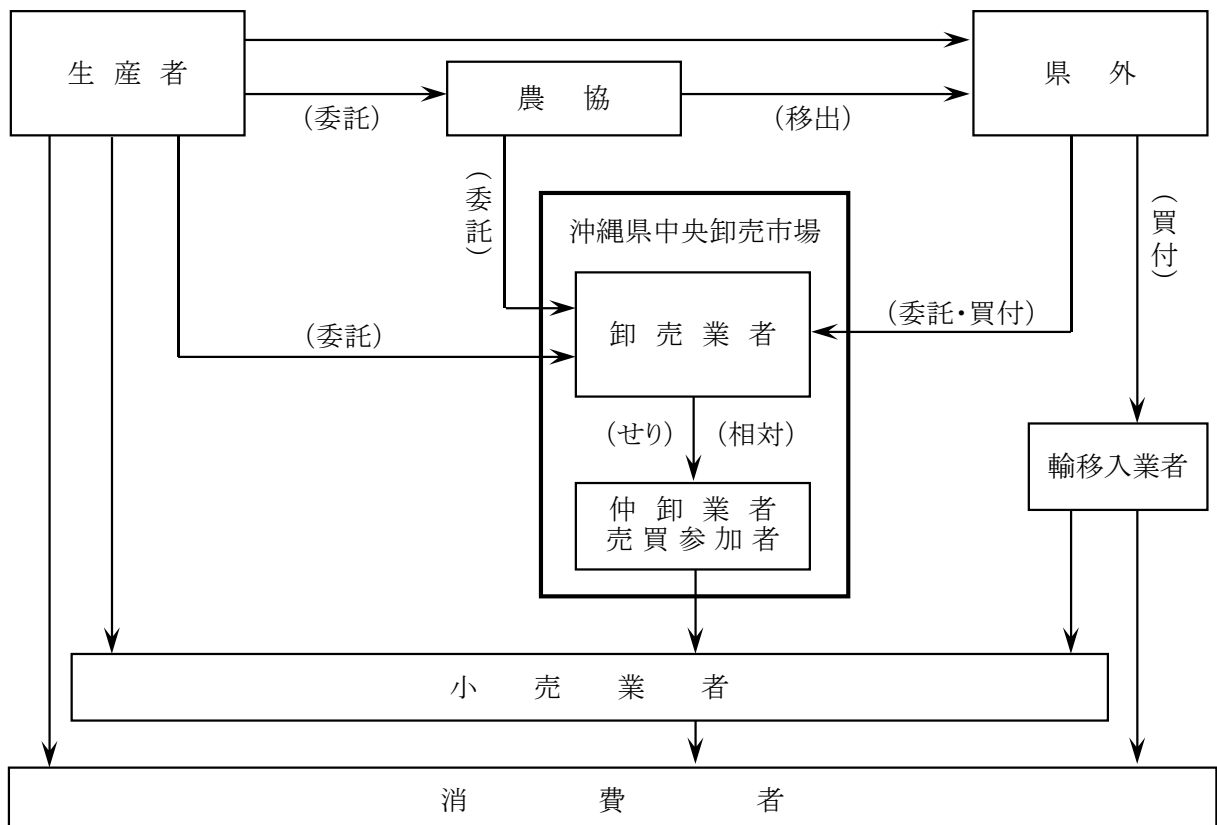 生産者
県外
農協
(委託)
(移出)
(委託)
(買付)
沖縄県中央卸売市場
卸売業者
(委託・買付)
(委託)
(せり)
(相対)
輸移入業者
仲卸業者
売買参加者
小売業者
消費者